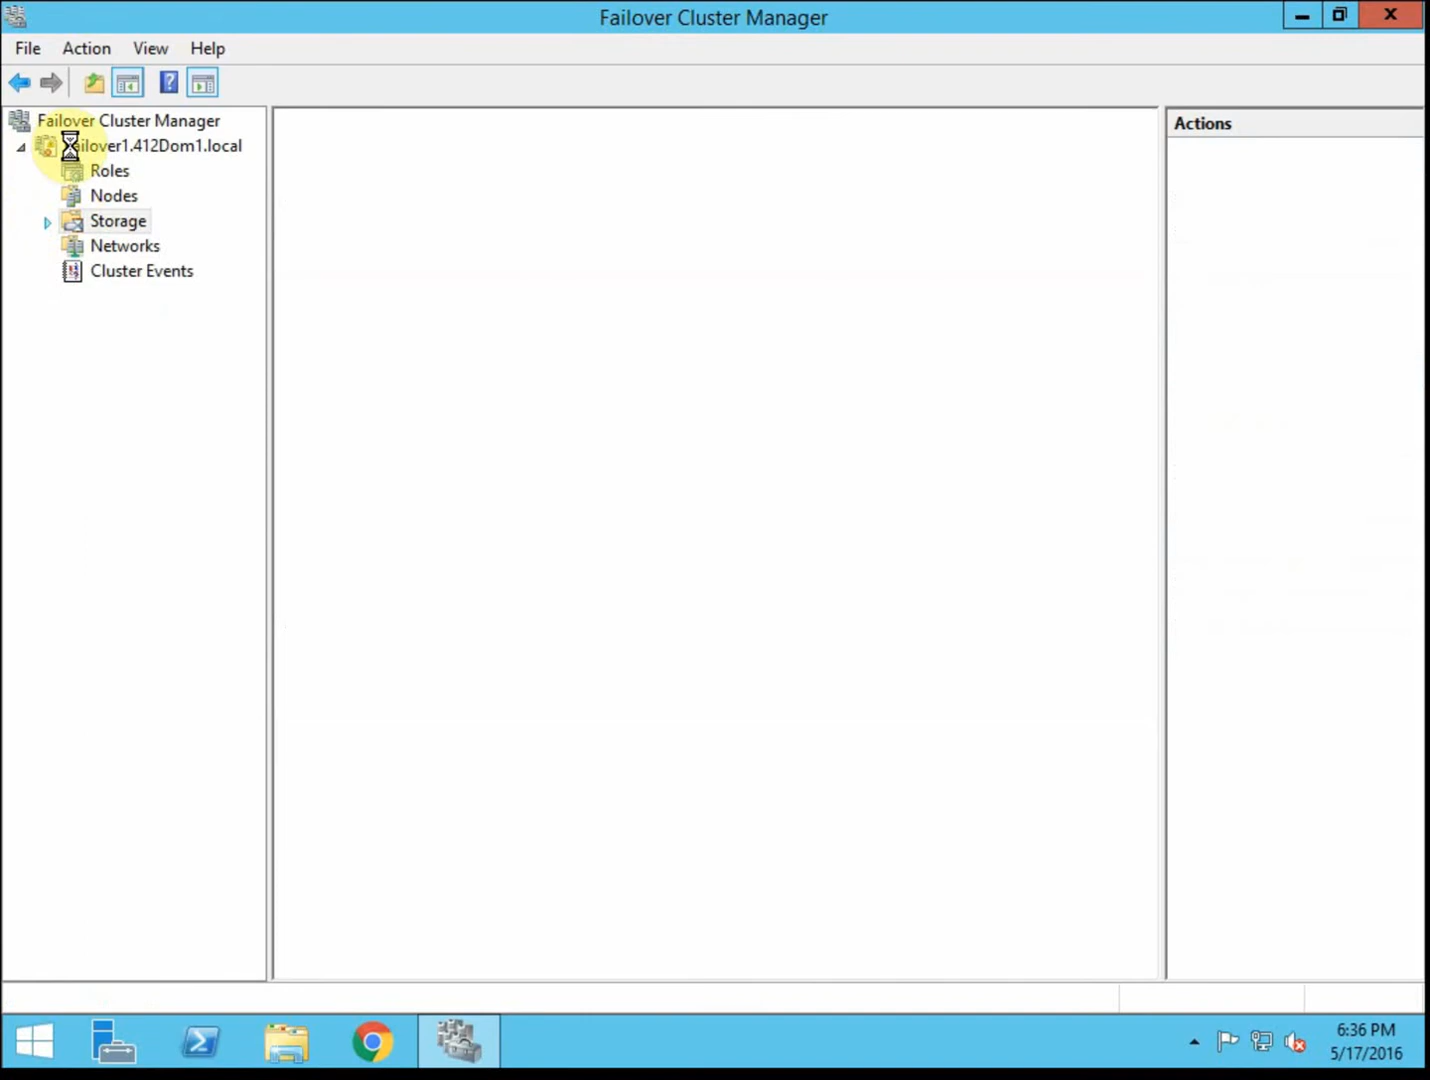 Failover Cluster Manager
File Action View Help
Failover Cluster Manager
ailover1.412Dom1.local
Roles
Nodes
Storage
Networks
Cluster Events
Actions
6:36 PM
5/17/2016